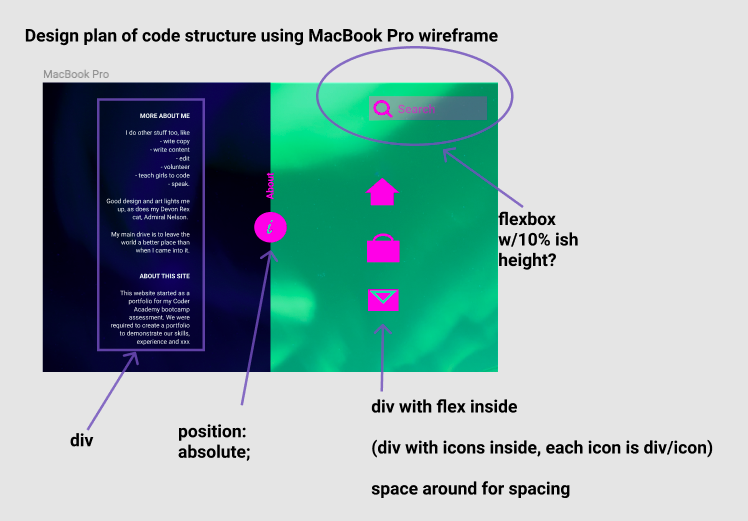 Design plan of code structure using MacBook Pro wireframe
MacBook Pro
Search
MORE ABOUT ME
I do other stuff too, like
- wite copy
- write content
- edit
- volunteer
- teach girls to code
- speak.
Good design and art lights me
up, as does my Devon Rex
cat, Admiral Nelson.
My main drive is to leave the
world a better place than
when I came into it.
ABOUT THIS SITE
This website started as a
portfolio for my Coder
Academy bootcamp
assessment. We were
required to create a portfolio
to demonstrate our skills,
experience and xxx
About
i
flexbox
w/10% ish
height?
div
position:
absolute;
div with flex inside
(div with icons inside, each icon is div/icon)
space around for spacing